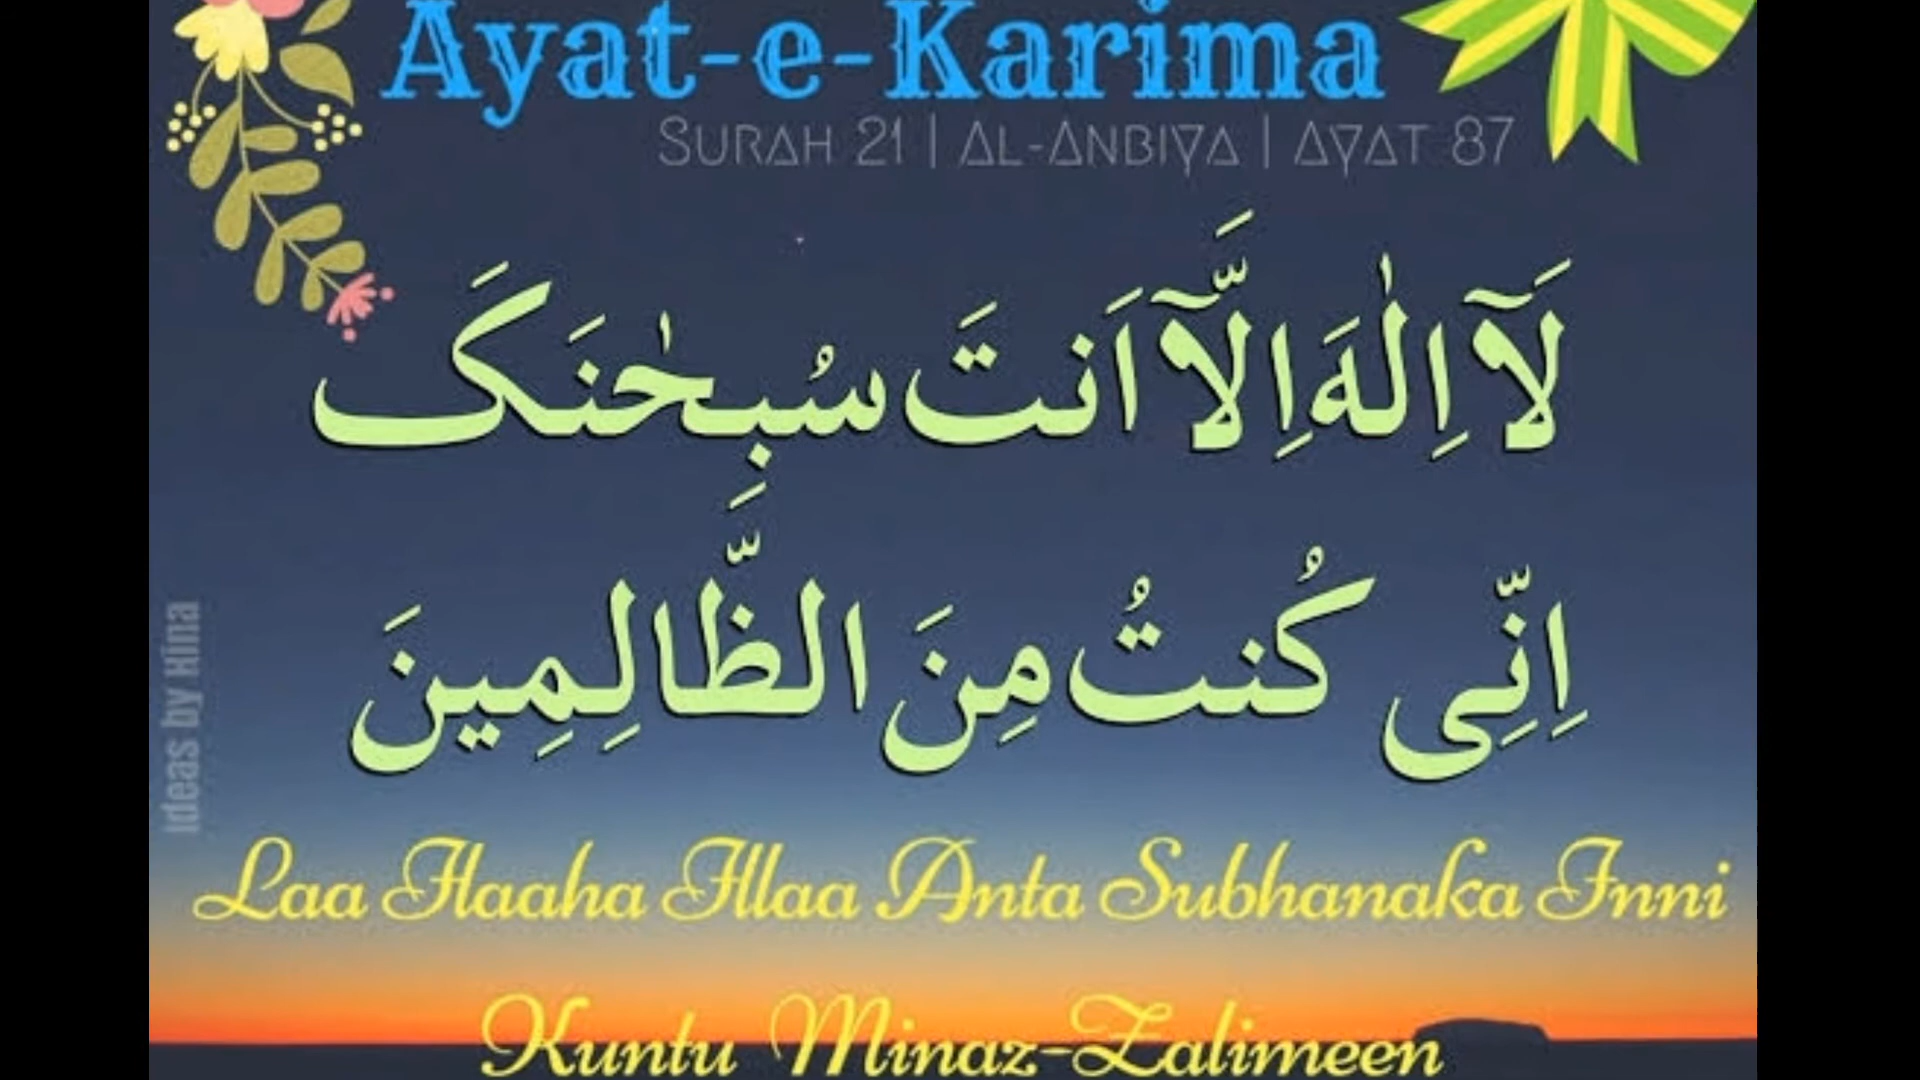 Ayat-e-Karima
SURAH 21 | AL-ANBIYA | AYAT 87
لَآ اِلٰهَ اِلَّآ اَنتَ سُبِحٰنَکَ
اِنِّی کُنتُ مِنَ الظَّالِمِینَ
Laa Ilaaha Illaa Anta Subhanaka Inni
Kuntu Minaz-Zalimeen
Ideas by Hina